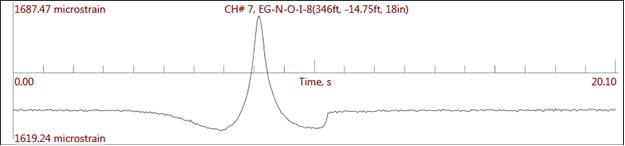 1687.47 microstrain CH# 7, EG-N-O-I-8(346ft, -14.75ft, 18in)
0.00 Time, s 20.10
1619.24 microstrain